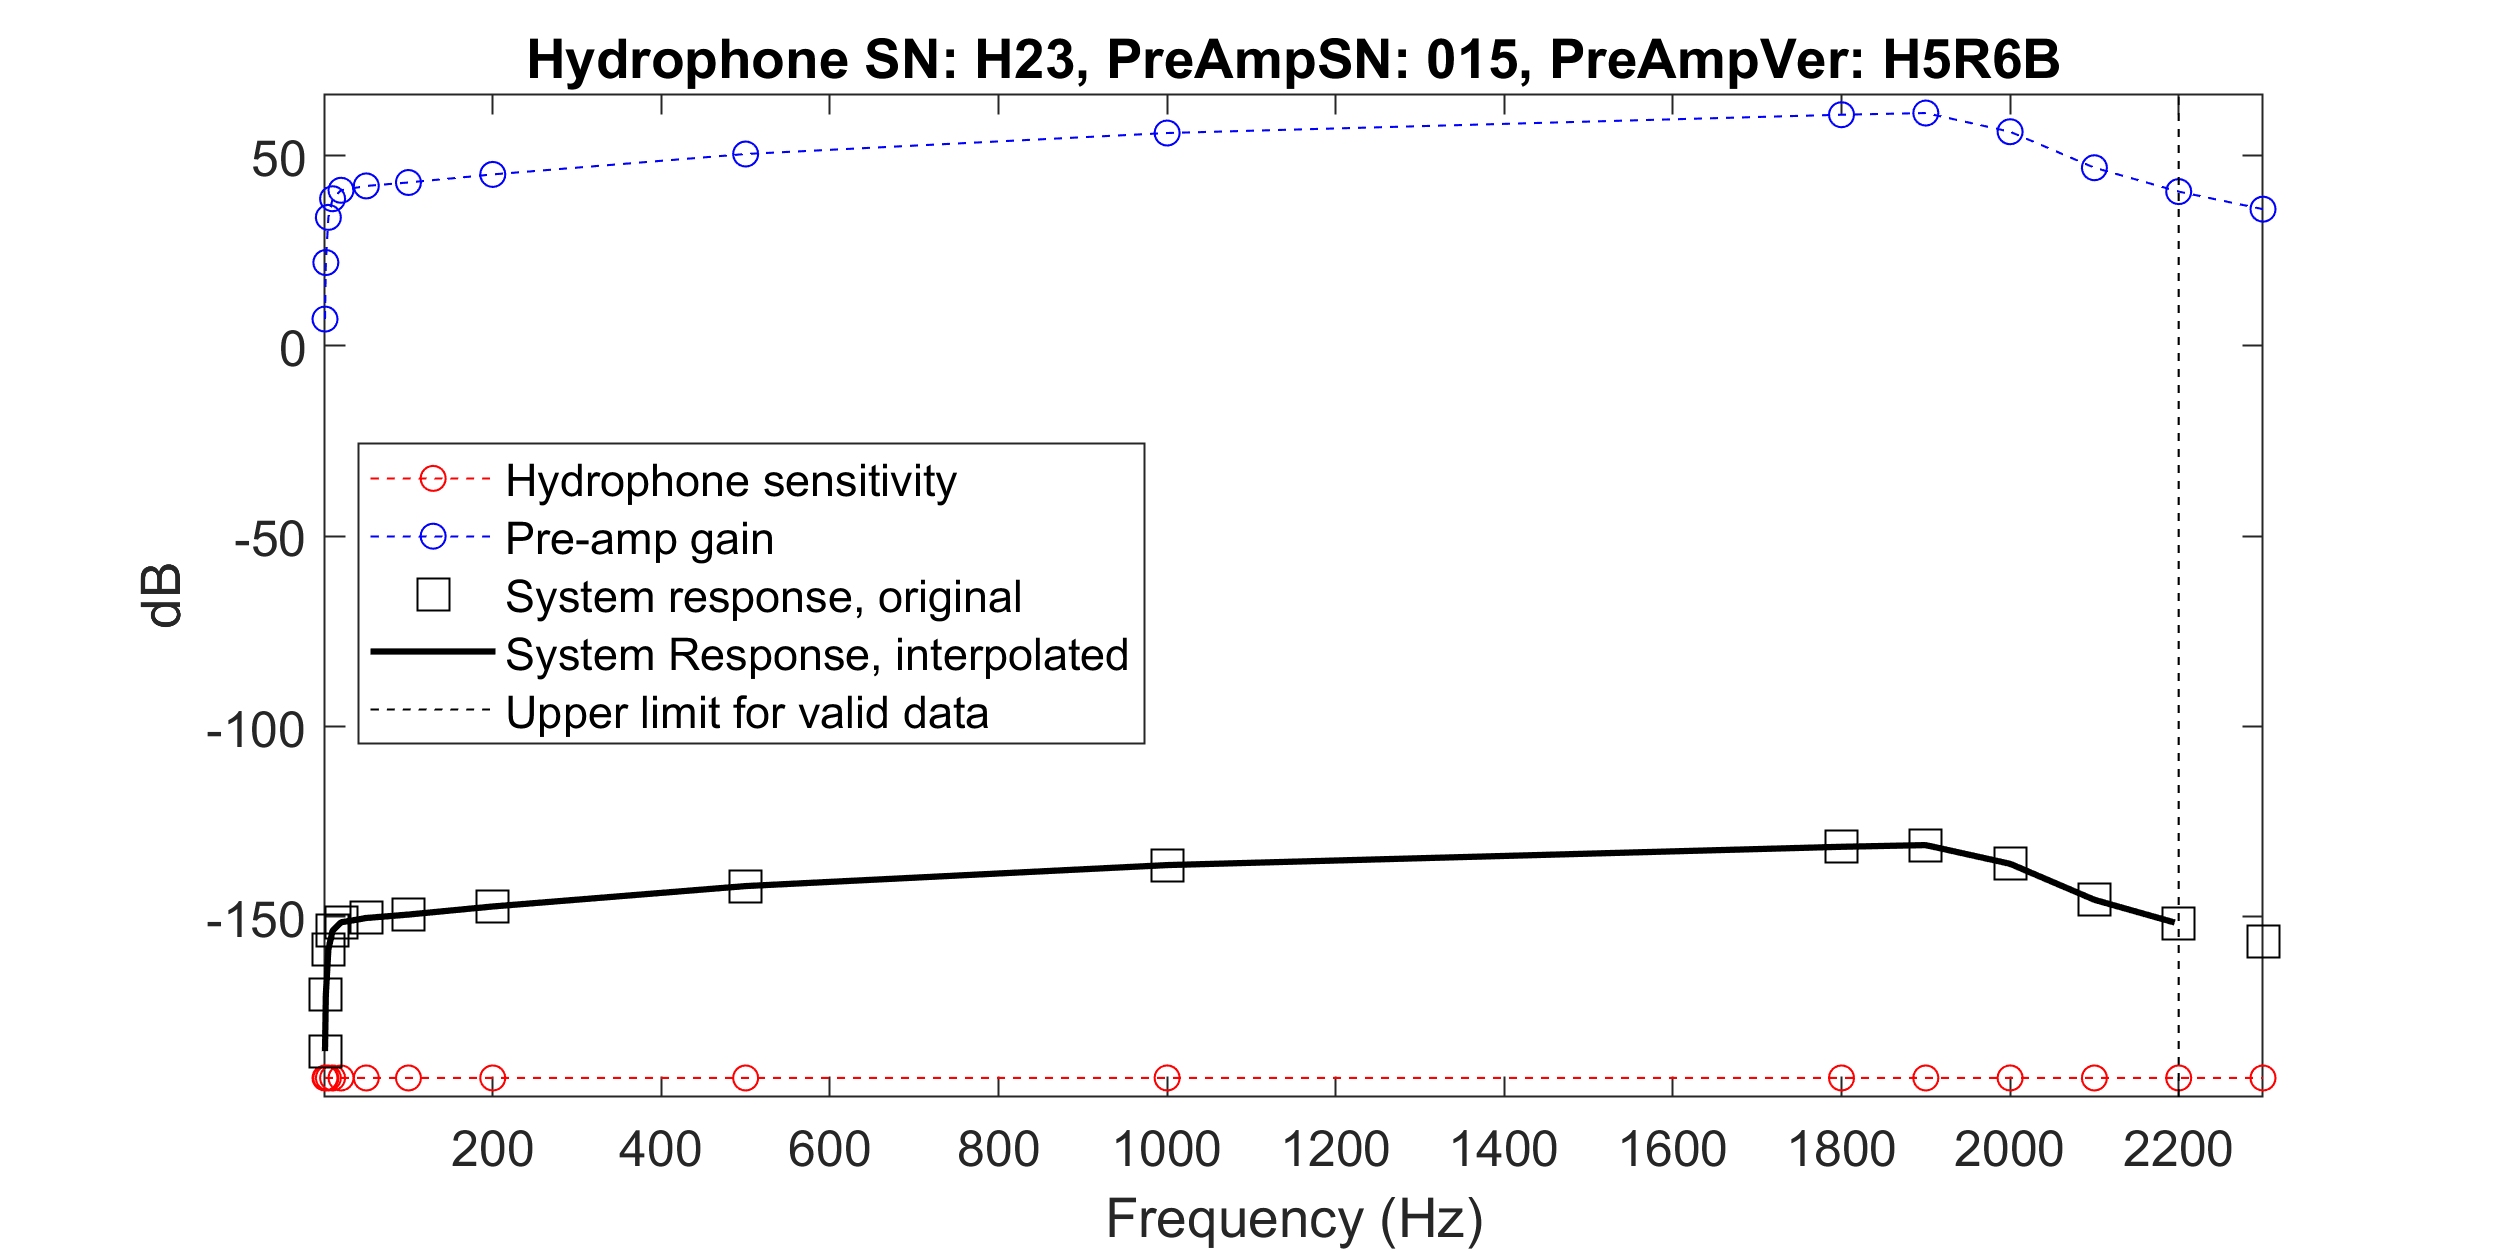 Hydrophone SN: H23, PreAmpSN: 015, PreAmpVer: H5R6B
50
0
-50
-100
-150
dB
Hydrophone sensitivity
Pre-amp gain
System response, original
System Response, interpolated
Upper limit for valid data
200 400 600 800 1000 1200 1400 1600 1800 2000 2200
Frequency (Hz)